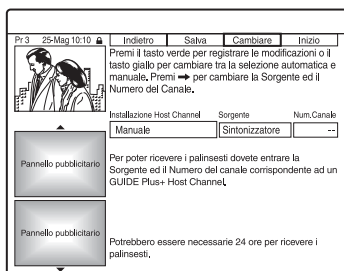 Pr 3 25-Mag 10:10 Indietro Salva Cambiare Inizio
Premi il tasto verde per registrare le modificazioni o il
tasto giallo per cambiare tra la selezione automatica e
manuale. Premi ➡ per cambiare la Sorgente ed il
Numero del Canale.
Installazione Host Channel Sorgente Num.Canale
Manuale Sintonizzatore --
Pannello pubblicitario
Per poter ricevere i palinsesti dovete entrare la
Sorgente ed il Numero del canale corrispondente ad un
GUIDE Plus+ Host Channel.
Pannello pubblicitario
Potrebbero essere necessarie 24 ore per ricevere i
palinsesti.